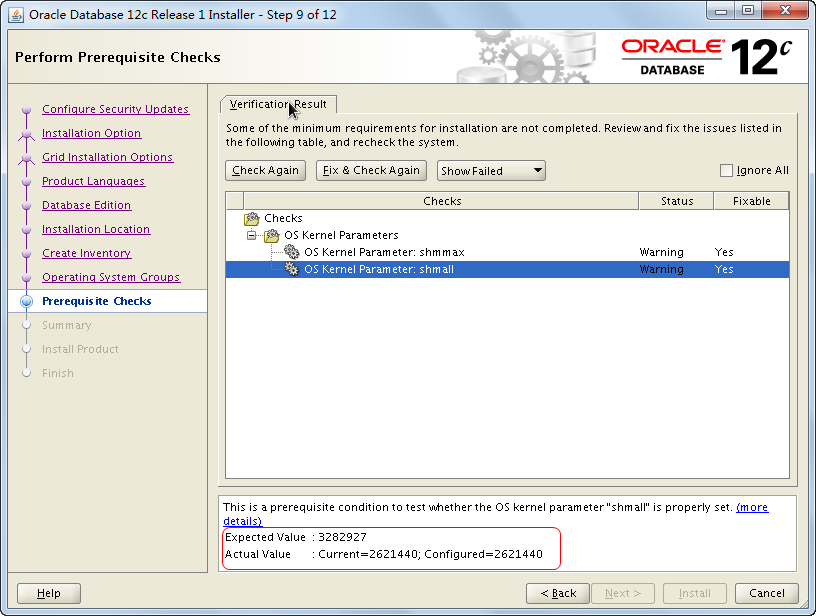 Oracle Database 12c Release 1 Installer - Step 9 of 12
Perform Prerequisite Checks
ORACLE®
DATABASE
12c
Configure Security Updates
Installation Option
Grid Installation Options
Product Languages
Database Edition
Installation Location
Create Inventory
Operating System Groups
Prerequisite Checks
Summary
Install Product
Finish
Verification Result
Some of the minimum requirements for installation are not completed. Review and fix the issues listed in
the following table, and recheck the system.
Check Again Fix & Check Again Show Failed Ignore All
Checks Status Fixable
Checks
OS Kernel Parameters
OS Kernel Parameter: shmmax Warning Yes
OS Kernel Parameter: shmall Warning Yes
This is a prerequisite condition to test whether the OS kernel parameter "shmall" is properly set. (more
details)
Expected Value : 3282927
Actual Value : Current=2621440; Configured=2621440
Help < Back Next > Install Cancel